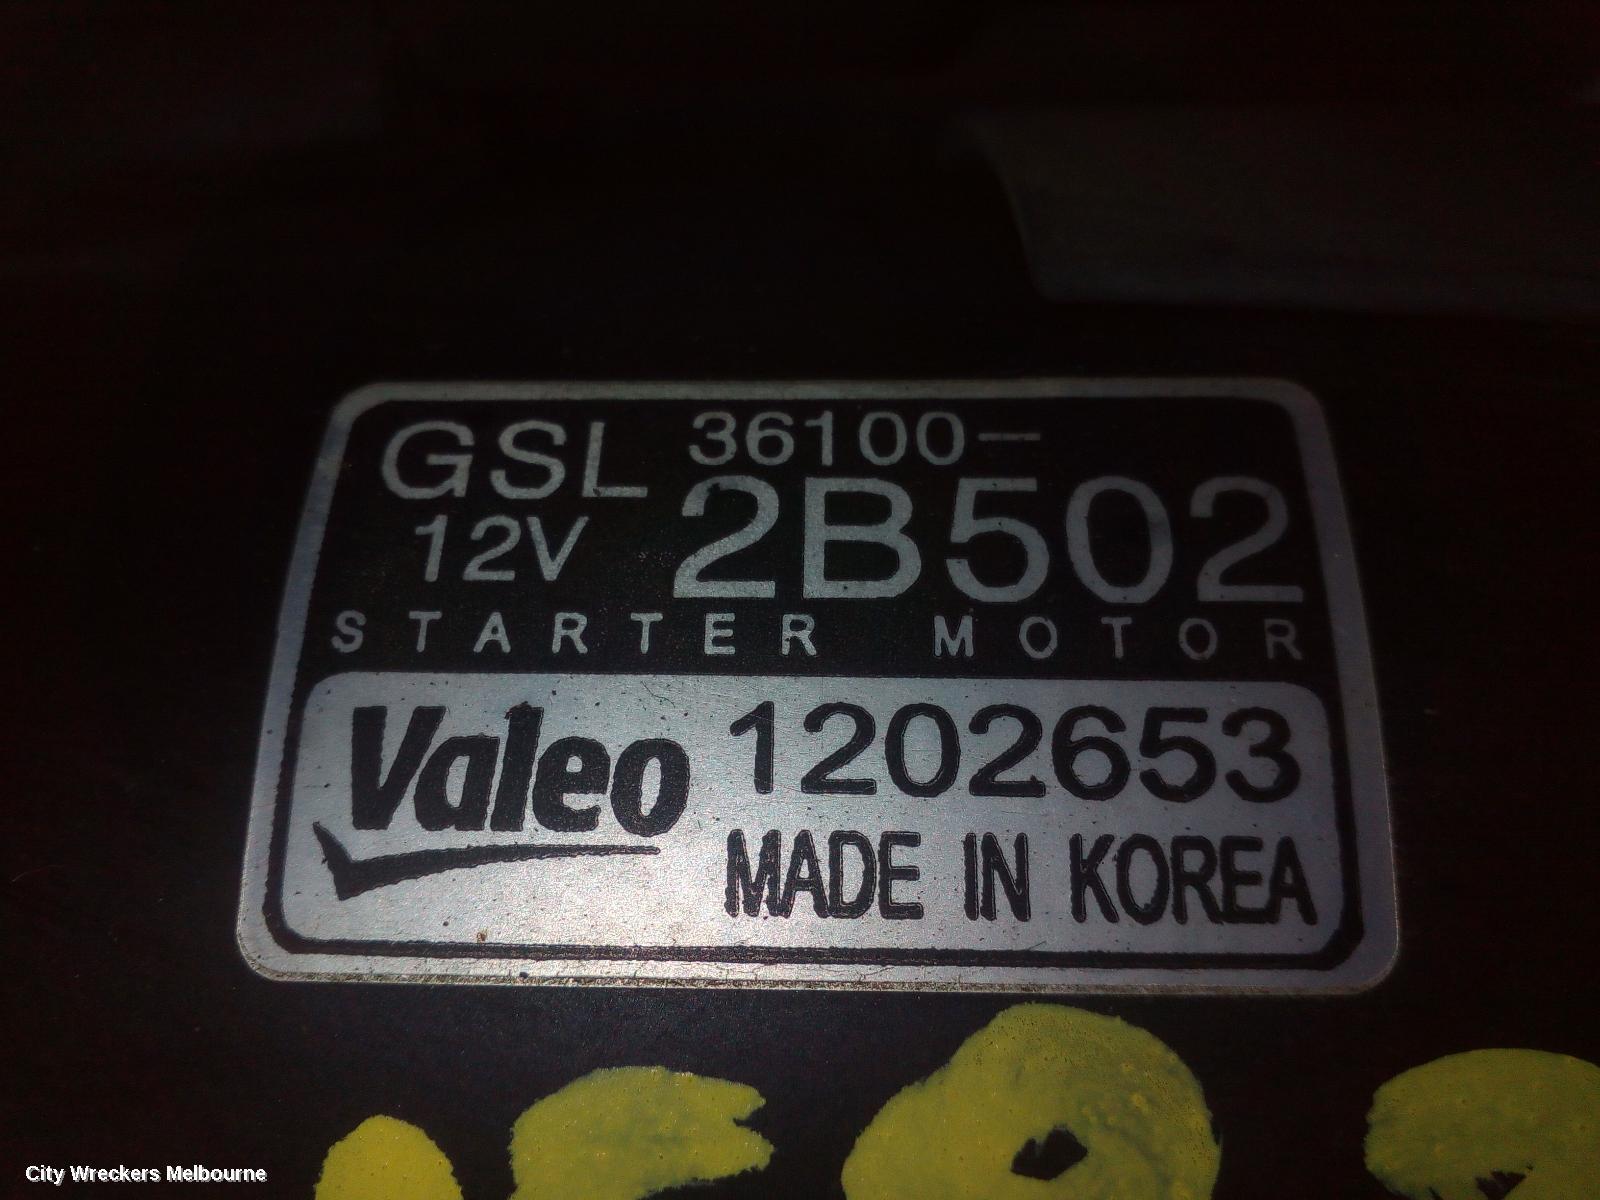 GSL 36100-
12V 2B502
STARTER MOTOR
Valeo 1202653
MADE IN KOREA
City Wreckers Melbourne